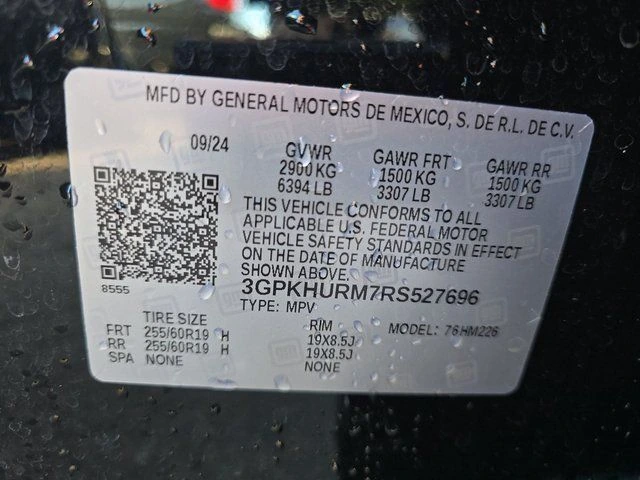 MFD BY GENERAL MOTORS DE MEXICO, S. DE R.L. DE C.V.
09/24 GVWR GAWR FRT GAWR RR
2900 KG 1500 KG 1500 KG
6394 LB 3307 LB 3307 LB
THIS VEHICLE CONFORMS TO ALL
APPLICABLE U.S. FEDERAL MOTOR
VEHICLE SAFETY STANDARDS IN EFFECT
ON THE DATE OF MANUFACTURE
SHOWN ABOVE.
8555
3GPKHURM7RS527696
TYPE: MPV
TIRE SIZE RIM MODEL: 76HM226
FRT 255/60R19 H 19X8.5J
RR 255/60R19 H 19X8.5J
SPA NONE NONE